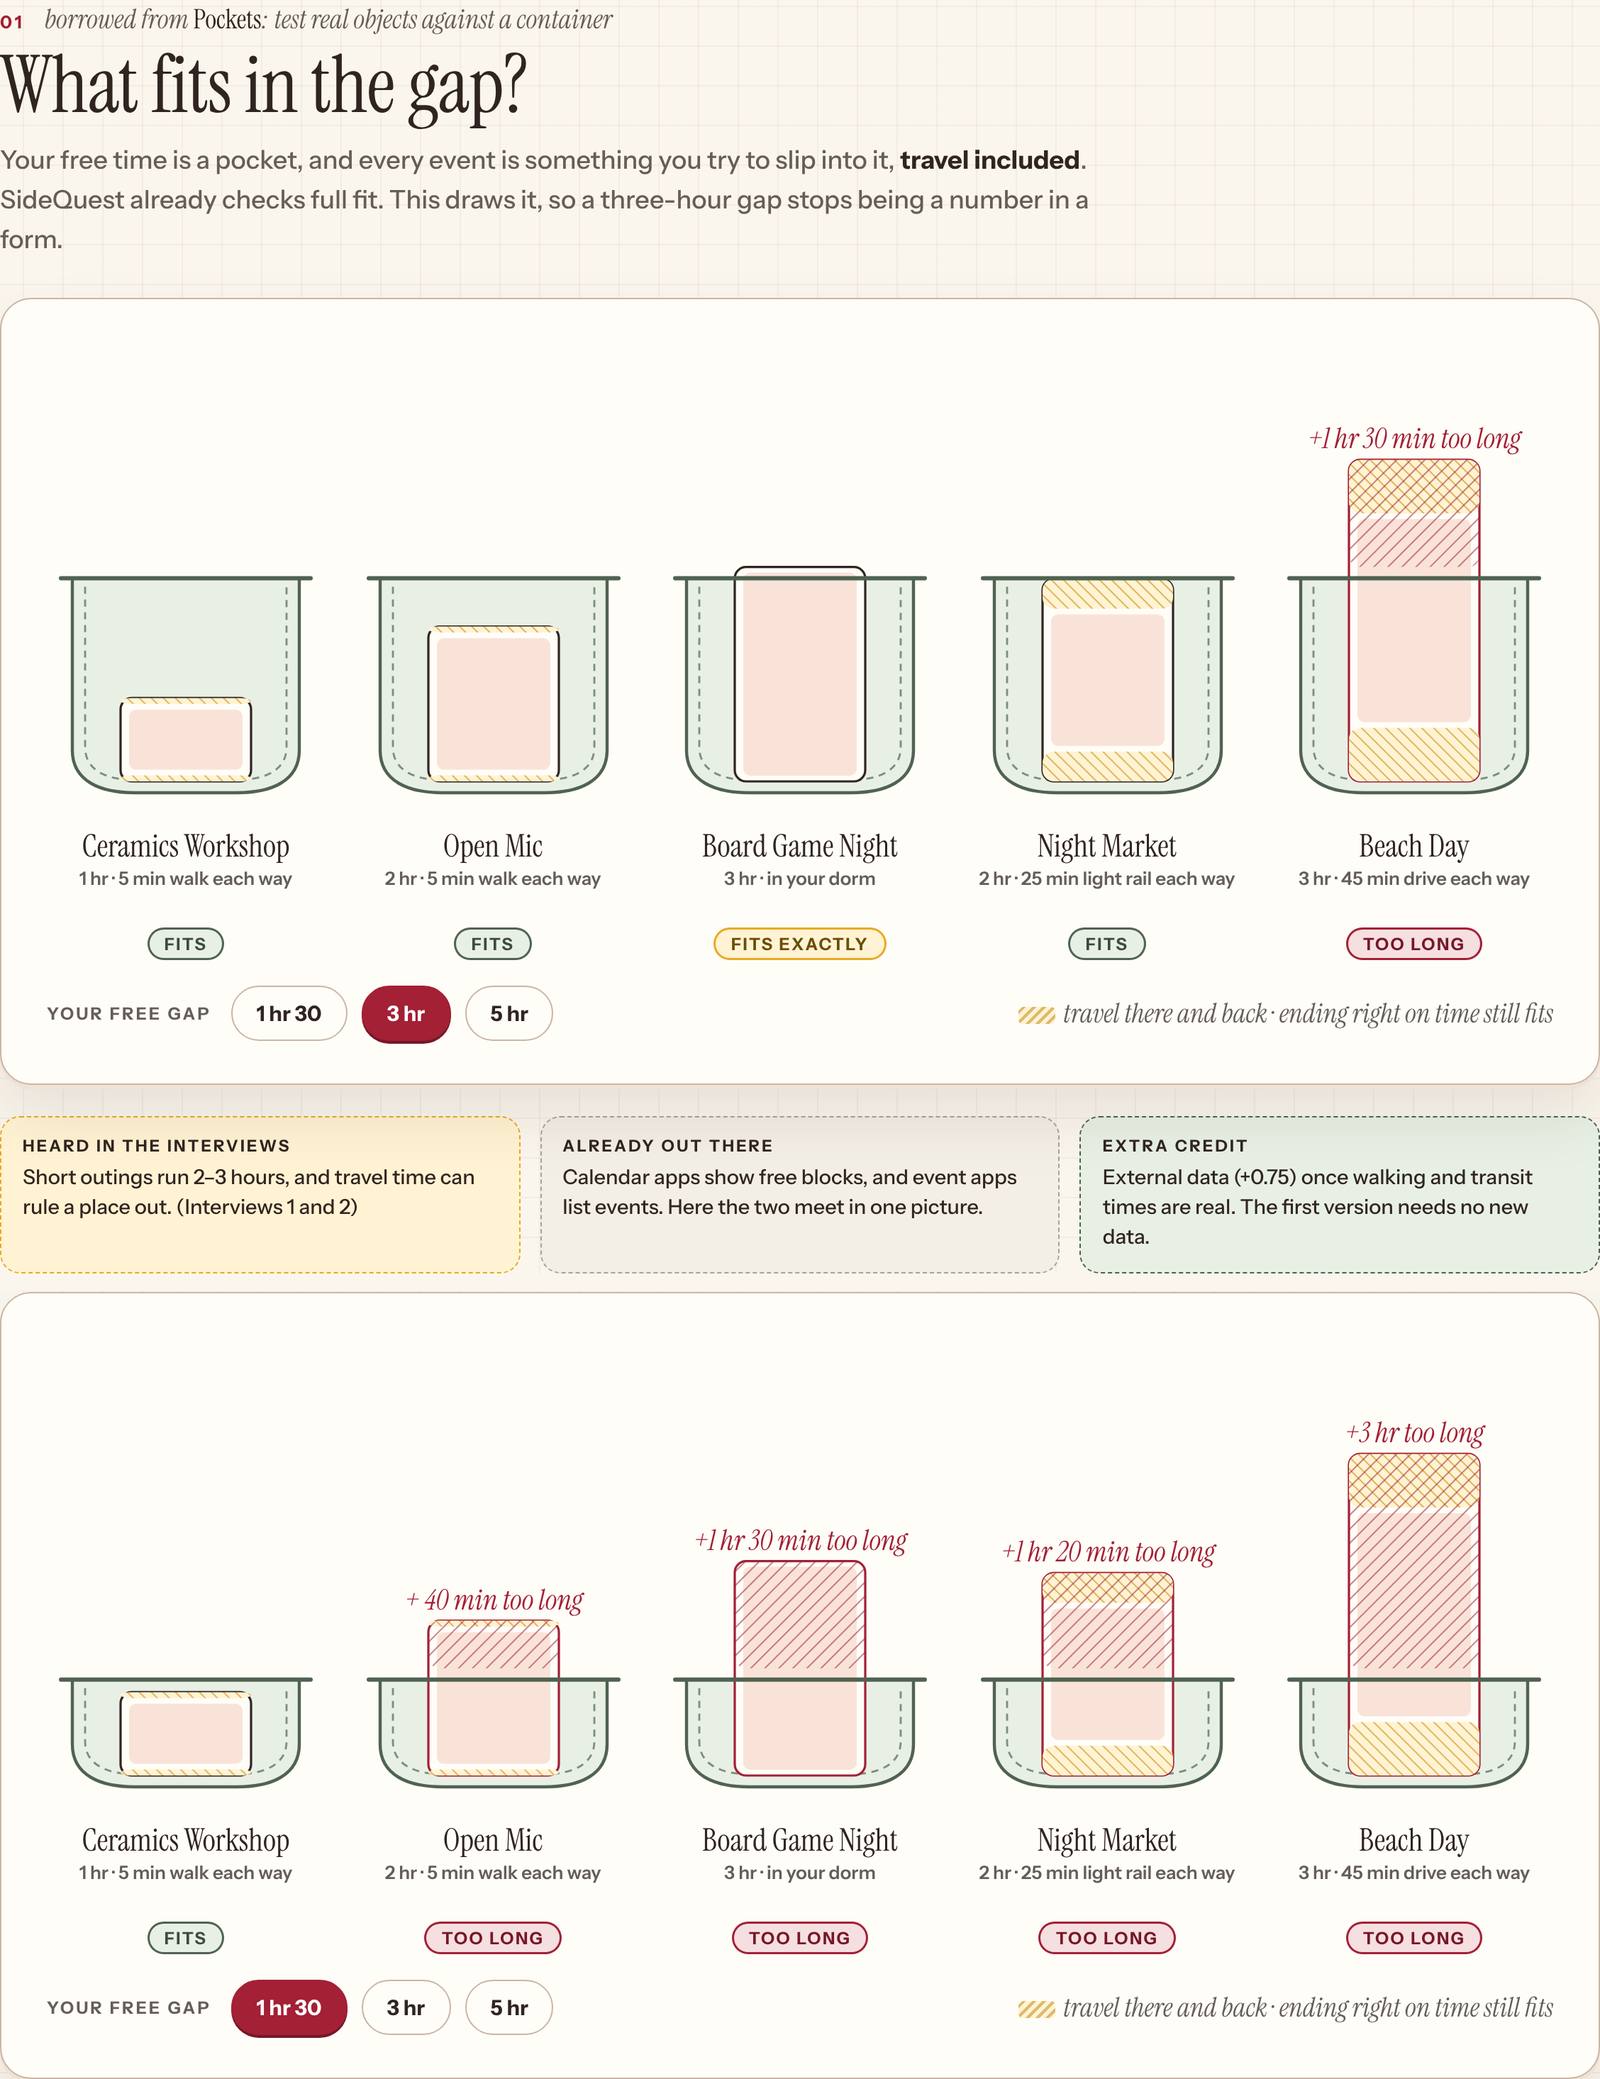 01 borrowed from Pockets: test real objects against a container
What fits in the gap?
Your free time is a pocket, and every event is something you try to slip into it, travel included.
SideQuest already checks full fit. This draws it, so a three-hour gap stops being a number in a
form.
+1 hr 30 min too long
Ceramics Workshop
1 hr · 5 min walk each way
FITS
Open Mic
2 hr · 5 min walk each way
FITS
Board Game Night
3 hr · in your dorm
FITS EXACTLY
Night Market
2 hr · 25 min light rail each way
FITS
Beach Day
3 hr · 45 min drive each way
TOO LONG
YOUR FREE GAP 1 hr 30 3 hr 5 hr
travel there and back · ending right on time still fits
HEARD IN THE INTERVIEWS
Short outings run 2–3 hours, and travel time can
rule a place out. (Interviews 1 and 2)
ALREADY OUT THERE
Calendar apps show free blocks, and event apps
list events. Here the two meet in one picture.
EXTRA CREDIT
External data (+0.75) once walking and transit
times are real. The first version needs no new
data.
+ 40 min too long
+1 hr 30 min too long
+1 hr 20 min too long
+3 hr too long
Ceramics Workshop
1 hr · 5 min walk each way
FITS
Open Mic
2 hr · 5 min walk each way
TOO LONG
Board Game Night
3 hr · in your dorm
TOO LONG
Night Market
2 hr · 25 min light rail each way
TOO LONG
Beach Day
3 hr · 45 min drive each way
TOO LONG
YOUR FREE GAP 1 hr 30 3 hr 5 hr
travel there and back · ending right on time still fits